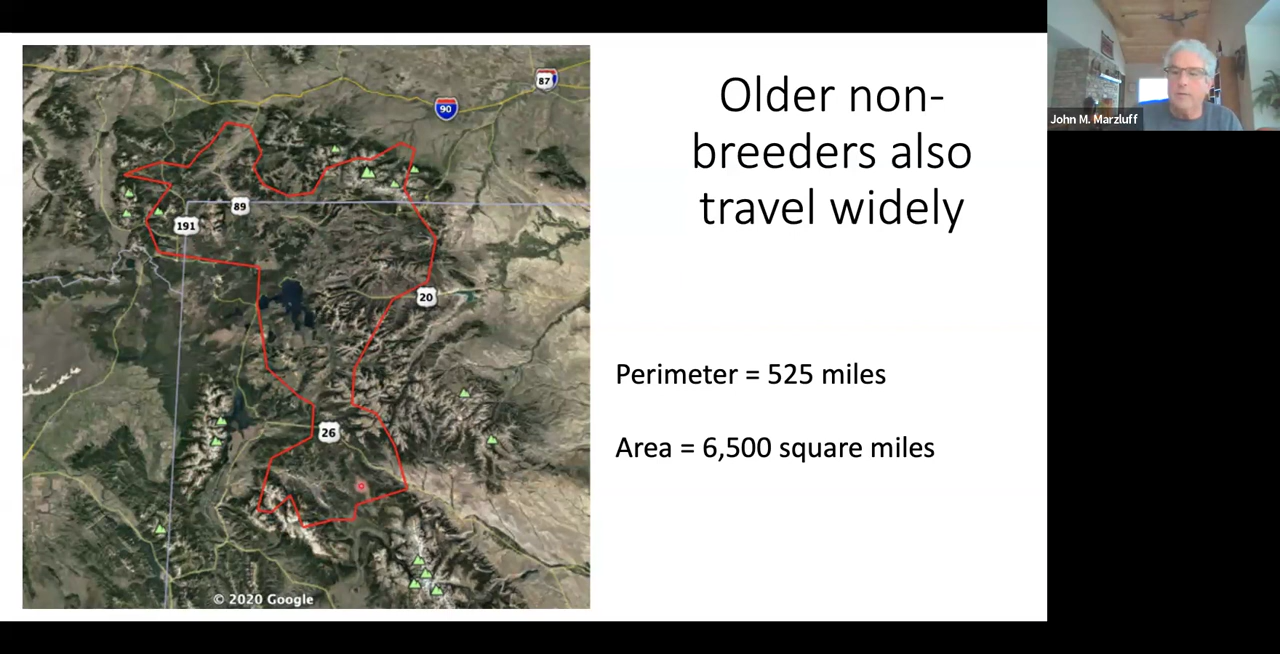 87
90
89
191
20
26
© 2020 Google
Older non-
breeders also
travel widely
Perimeter = 525 miles
Area = 6,500 square miles
John M. Marzluff